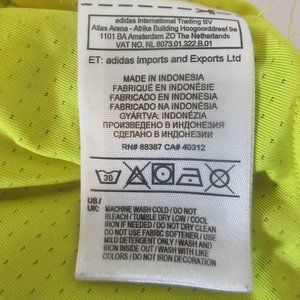 adidas International Trading BV
Atlas Arena - Afrika Building Hoogoorddreef 9a
1101 BA Amsterdam ZO The Netherlands
VAT NO. NL 8073.01.322.B.01
ET: adidas Imports and Exports Ltd
MADE IN INDONESIA
FABRIQUÉ EN INDONÉSIE
FABRICADO EN INDONESIA
FABRICADO NA INDONÉSIA
GYÁRTVA: INDONÉZIA
ПРОИЗВЕДЕНО В ИНДОНЕЗИЯ
СДЕЛАНО В ИНДОНЕЗИИ
RN# 88387 CA# 40312
30
US/
UK: MACHINE WASH COLD / DO NOT
BLEACH / TUMBLE DRY LOW / COOL
IRON IF NEEDED / DO NOT DRY CLEAN
DO NOT USE FABRIC SOFTENER / USE
MILD DETERGENT ONLY / WASH AND
IRON INSIDE OUT / WASH WITH LIKE
COLORS / DO NOT IRON DECORATION